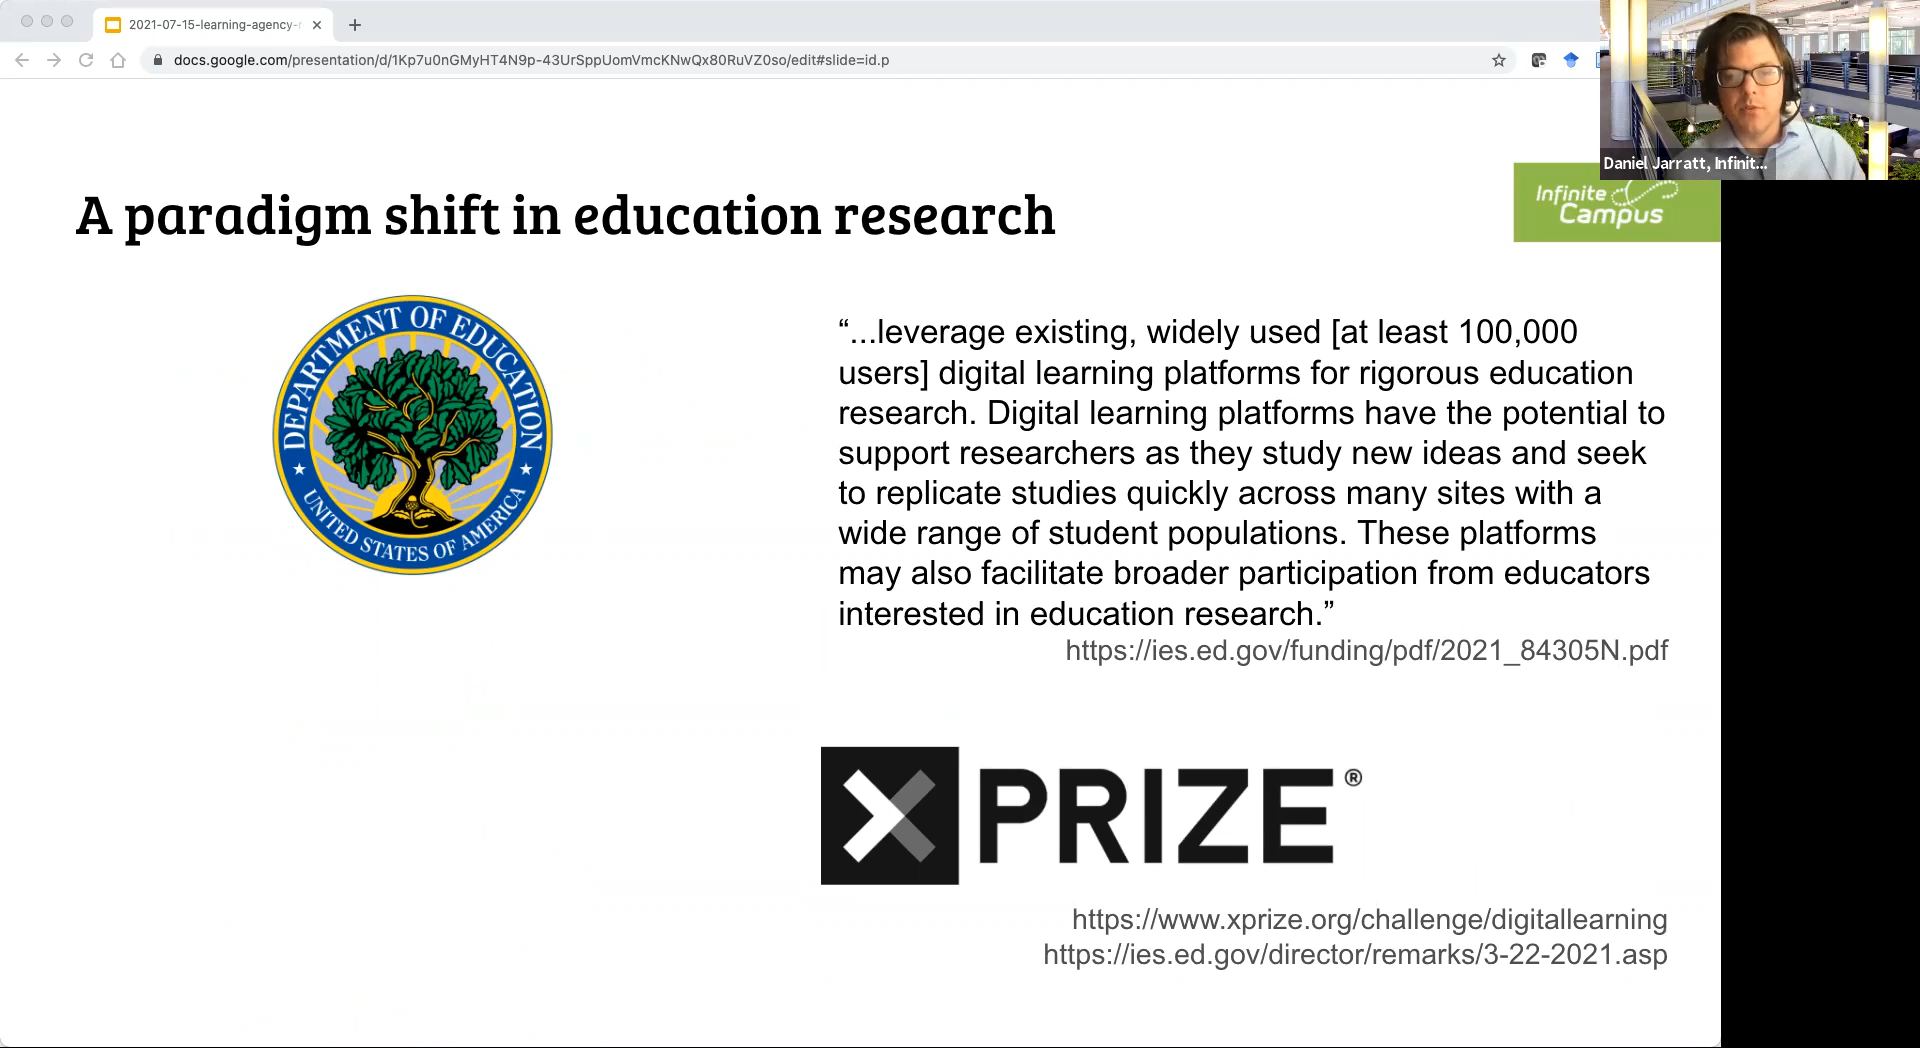 2021-07-15-learning-agency-
docs.google.com/presentation/d/1Kp7u0nGMyHT4N9p-43UrSppUomVmcKNwQx80RuVZ0so/edit#slide=id.p
Daniel Jarratt, Infinit...
Infinite
Campus
A paradigm shift in education research
DEPARTMENT OF EDUCATION
UNITED STATES OF AMERICA
“...leverage existing, widely used [at least 100,000
users] digital learning platforms for rigorous education
research. Digital learning platforms have the potential to
support researchers as they study new ideas and seek
to replicate studies quickly across many sites with a
wide range of student populations. These platforms
may also facilitate broader participation from educators
interested in education research.”
https://ies.ed.gov/funding/pdf/2021_84305N.pdf
XPRIZE®
https://www.xprize.org/challenge/digitallearning
https://ies.ed.gov/director/remarks/3-22-2021.asp